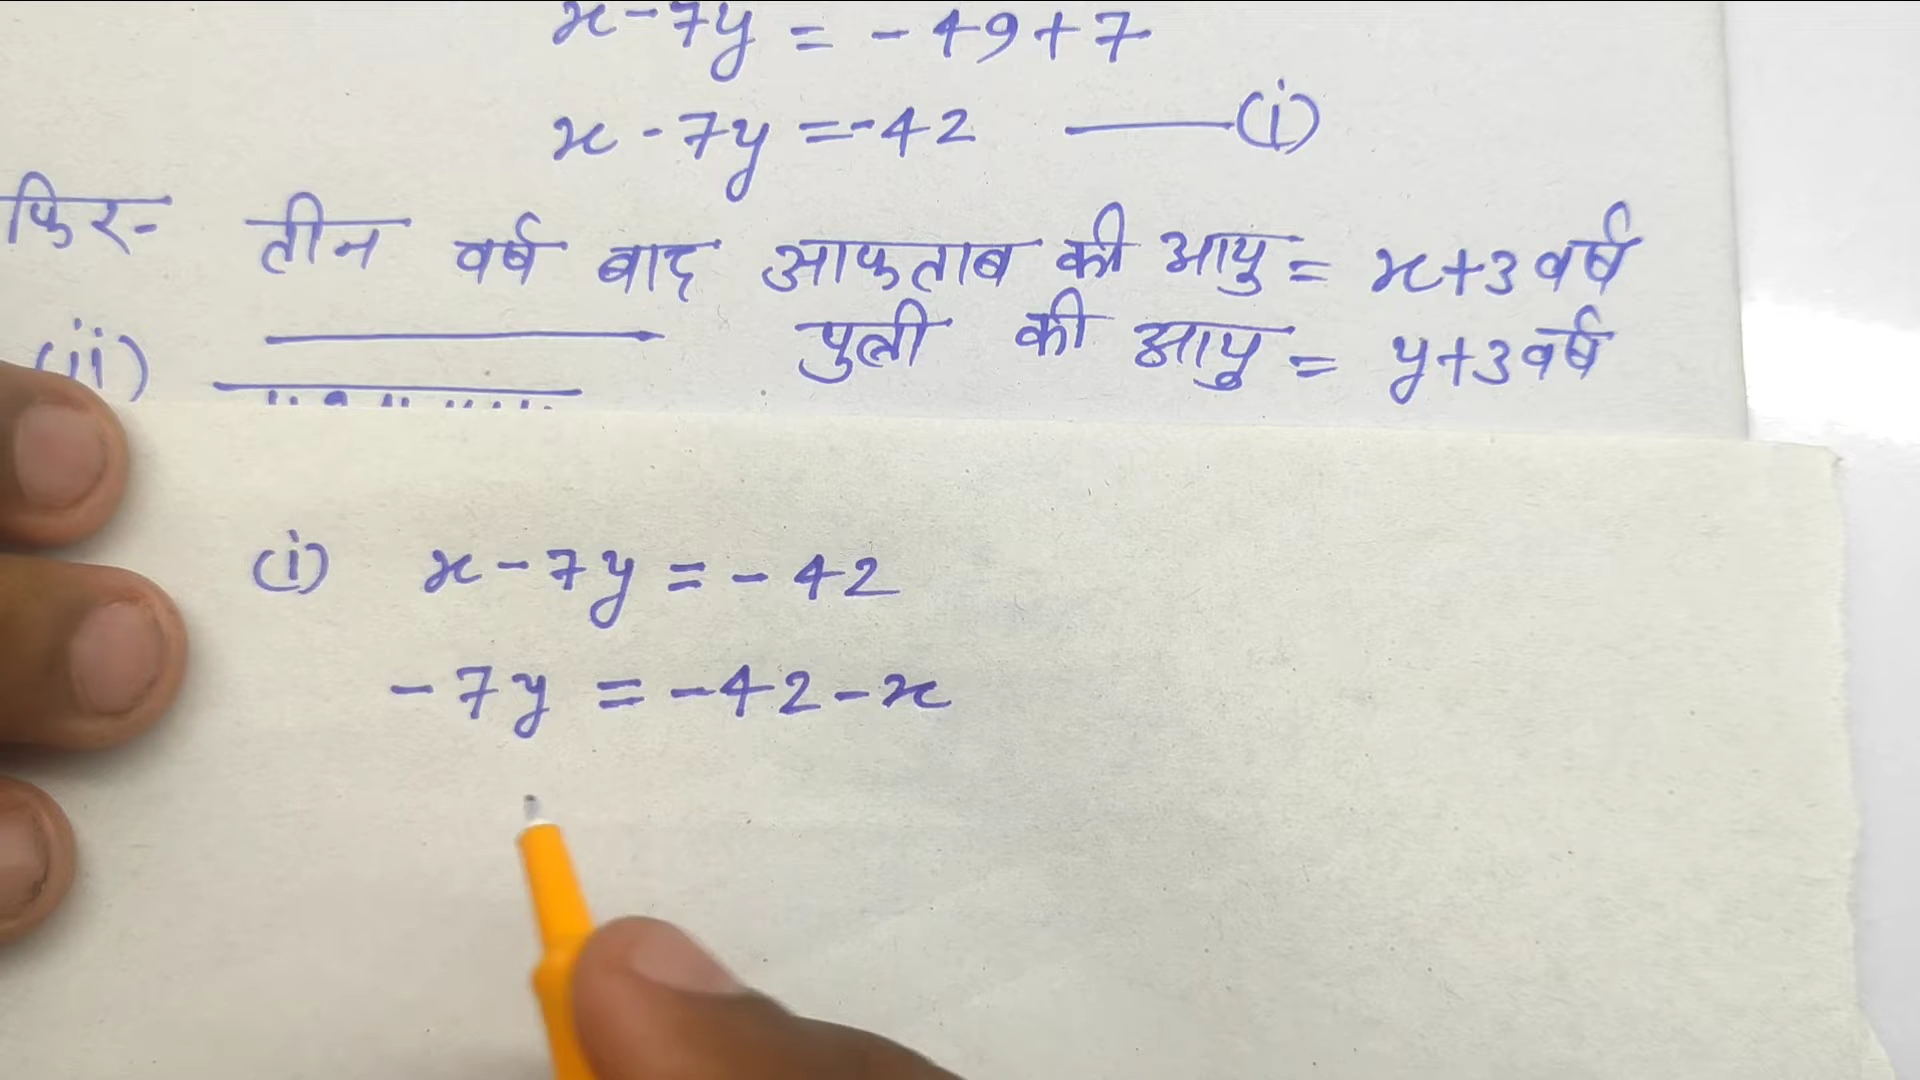 x-7y = -49+7
x-7y =-42 ——(i)
फिर- तीन वर्ष बाद आफताब की आयु = x+3 वर्ष
(ii) पुत्री की आयु = y+3 वर्ष
(i) x-7y = -42
-7y = -42-x